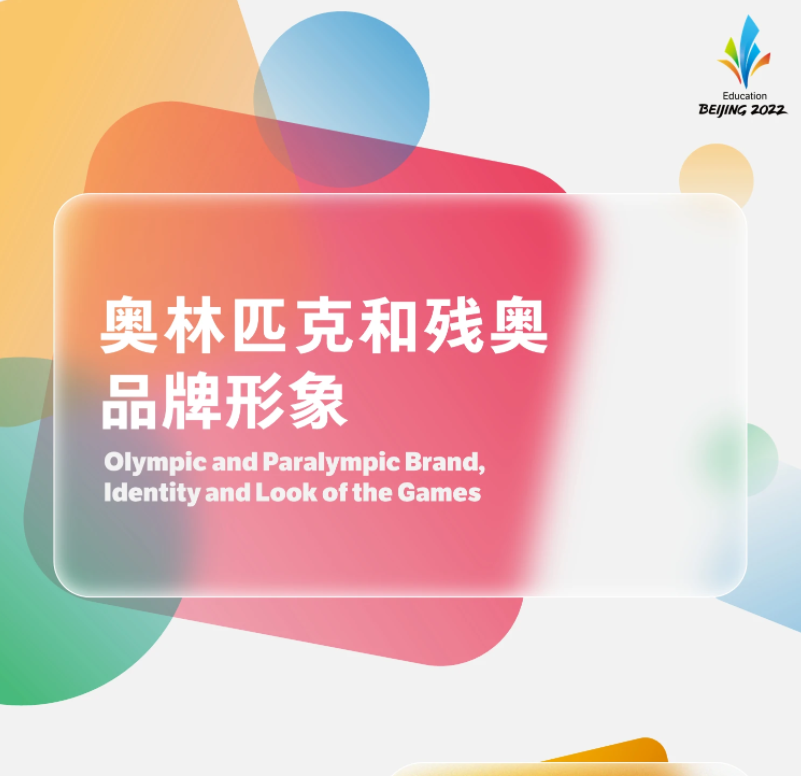 Education
BEIJING 2022
奥林匹克和残奥
品牌形象
Olympic and Paralympic Brand,
Identity and Look of the Games